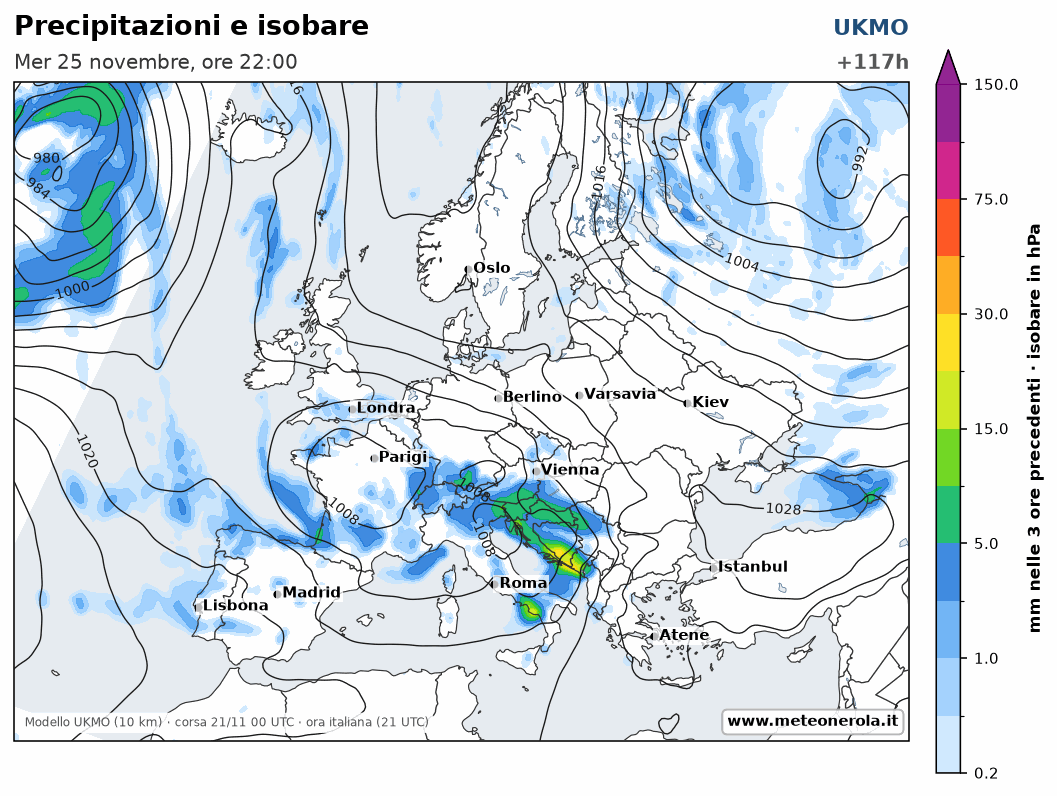 Precipitazioni e isobare
UKMO
Mer 25 novembre, ore 22:00
+117h
150.0
75.0
30.0
15.0
5.0
1.0
0.2
mm nelle 3 ore precedenti · isobare in hPa
16
980
984
992
1016
1000
1004
Oslo
Berlino
Varsavia
Kiev
Londra
1020
Parigi
Vienna
1008
1008
1008
1028
Istanbul
Roma
Madrid
Lisbona
Atene
Modello UKMO (10 km) · corsa 21/11 00 UTC · ora italiana (21 UTC)
www.meteonerola.it